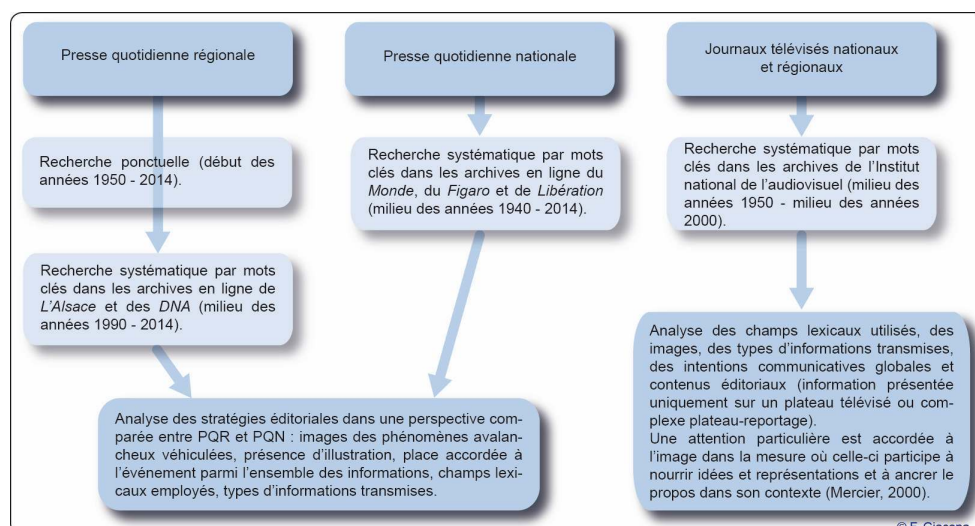 Presse quotidienne régionale
Presse quotidienne nationale
Journaux télévisés nationaux
et régionaux
Recherche ponctuelle (début des
années 1950 - 2014).
Recherche systématique par mots
clés dans les archives en ligne de
L'Alsace et des DNA (milieu des
années 1990 - 2014).
Recherche systématique par mots
clés dans les archives en ligne du
Monde, du Figaro et de Libération
(milieu des années 1940 - 2014).
Recherche systématique par mots
clés dans les archives de l'Institut
national de l'audiovisuel (milieu des
années 1950 - milieu des années
2000).
Analyse des stratégies éditoriales dans une perspective com-
parée entre PQR et PQN : images des phénomènes avalan-
cheux véhiculées, présence d'illustration, place accordée à
l'événement parmi l'ensemble des informations, champs lexi-
caux employés, types d'informations transmises.
Analyse des champs lexicaux utilisés, des
images, des types d'informations transmises,
des intentions communicatives globales et
contenus éditoriaux (information présentée
uniquement sur un plateau télévisé ou com-
plexe plateau-reportage).
Une attention particulière est accordée à
l'image dans la mesure où celle-ci participe à
nourrir idées et représentations et à ancrer le
propos dans son contexte (Mercier, 2000).